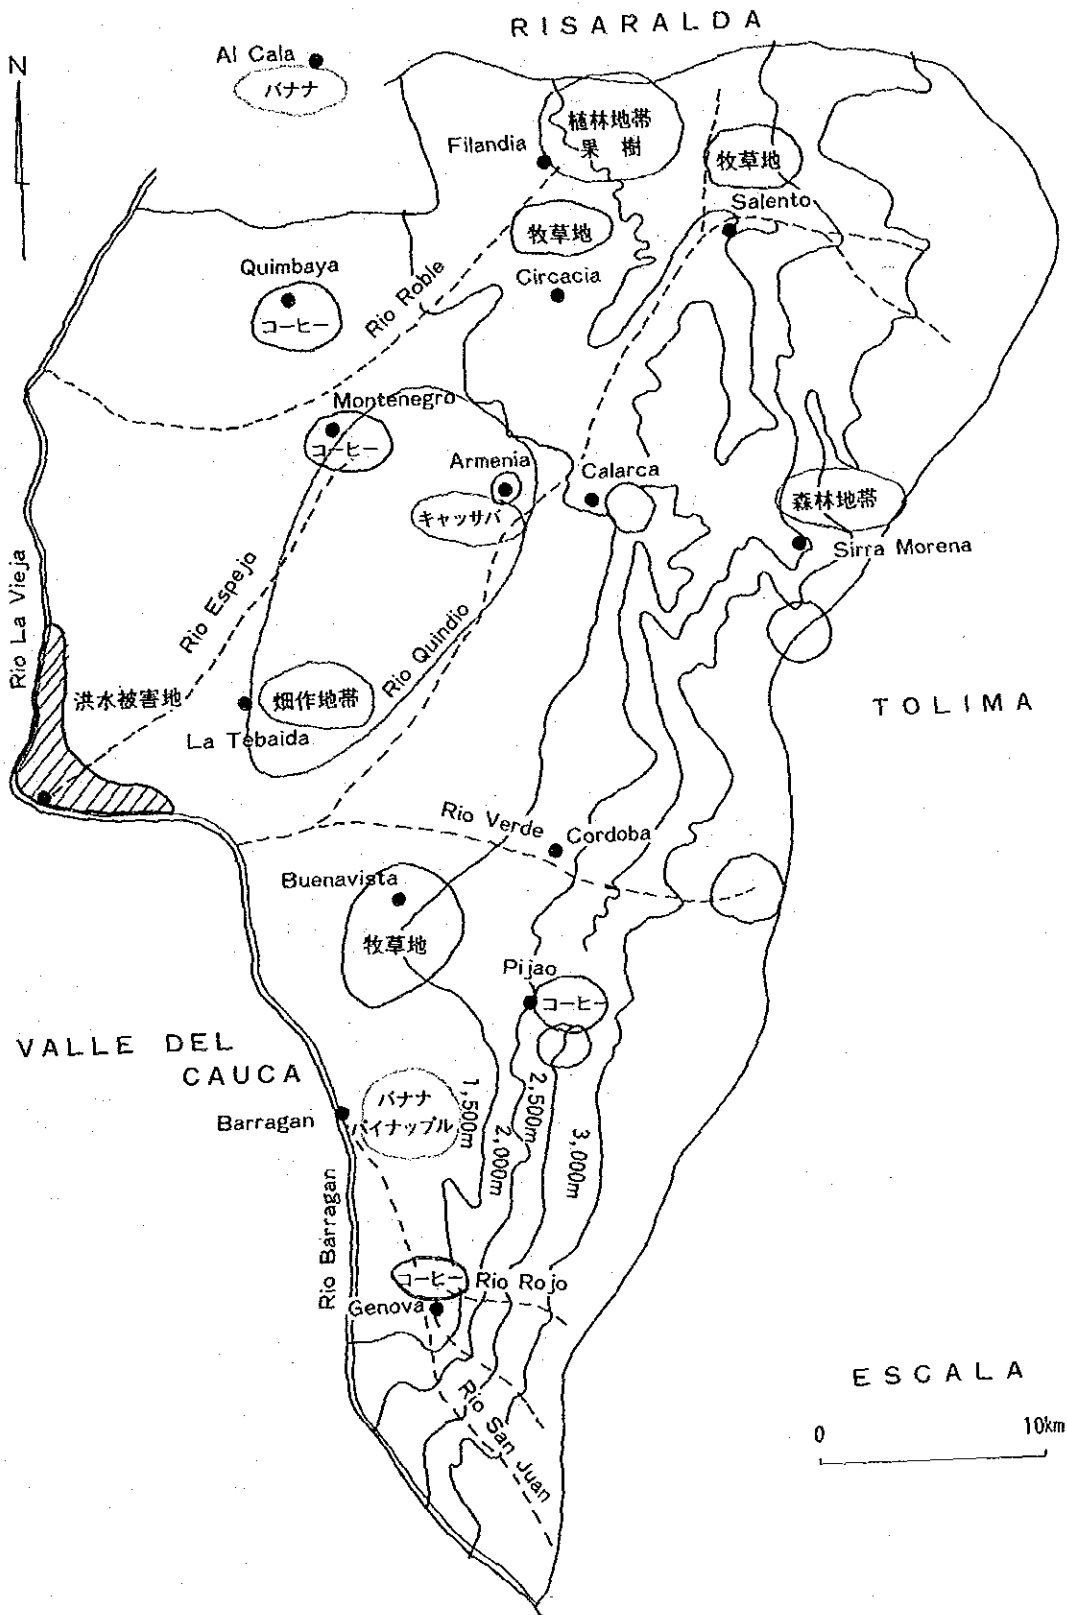 RISARALDA
N
Al Cala
バナナ
植林地帯
果樹
Filandia
牧草地
Salento
牧草地
Quimbaya
コーヒー
Circacia
Rio Roble
Montenegro
コーヒー
Armenia
キャッサバ
Calarca
森林地帯
Sirra Morena
Rio La Vieja
Rio Espejo
Rio Quindio
洪水被害地
畑作地帯
La Tebaida
TOLIMA
Rio Verde
Cordoba
Buenavista
牧草地
Pijao
コーヒー
VALLE DEL
CAUCA
バナナ
パイナップル
Barragan
1,500m
2,000m
2,500m
3,000m
Rio Barragan
コーヒー
Rio Rojo
Genova
Rio San Juan
ESCALA
0
10km